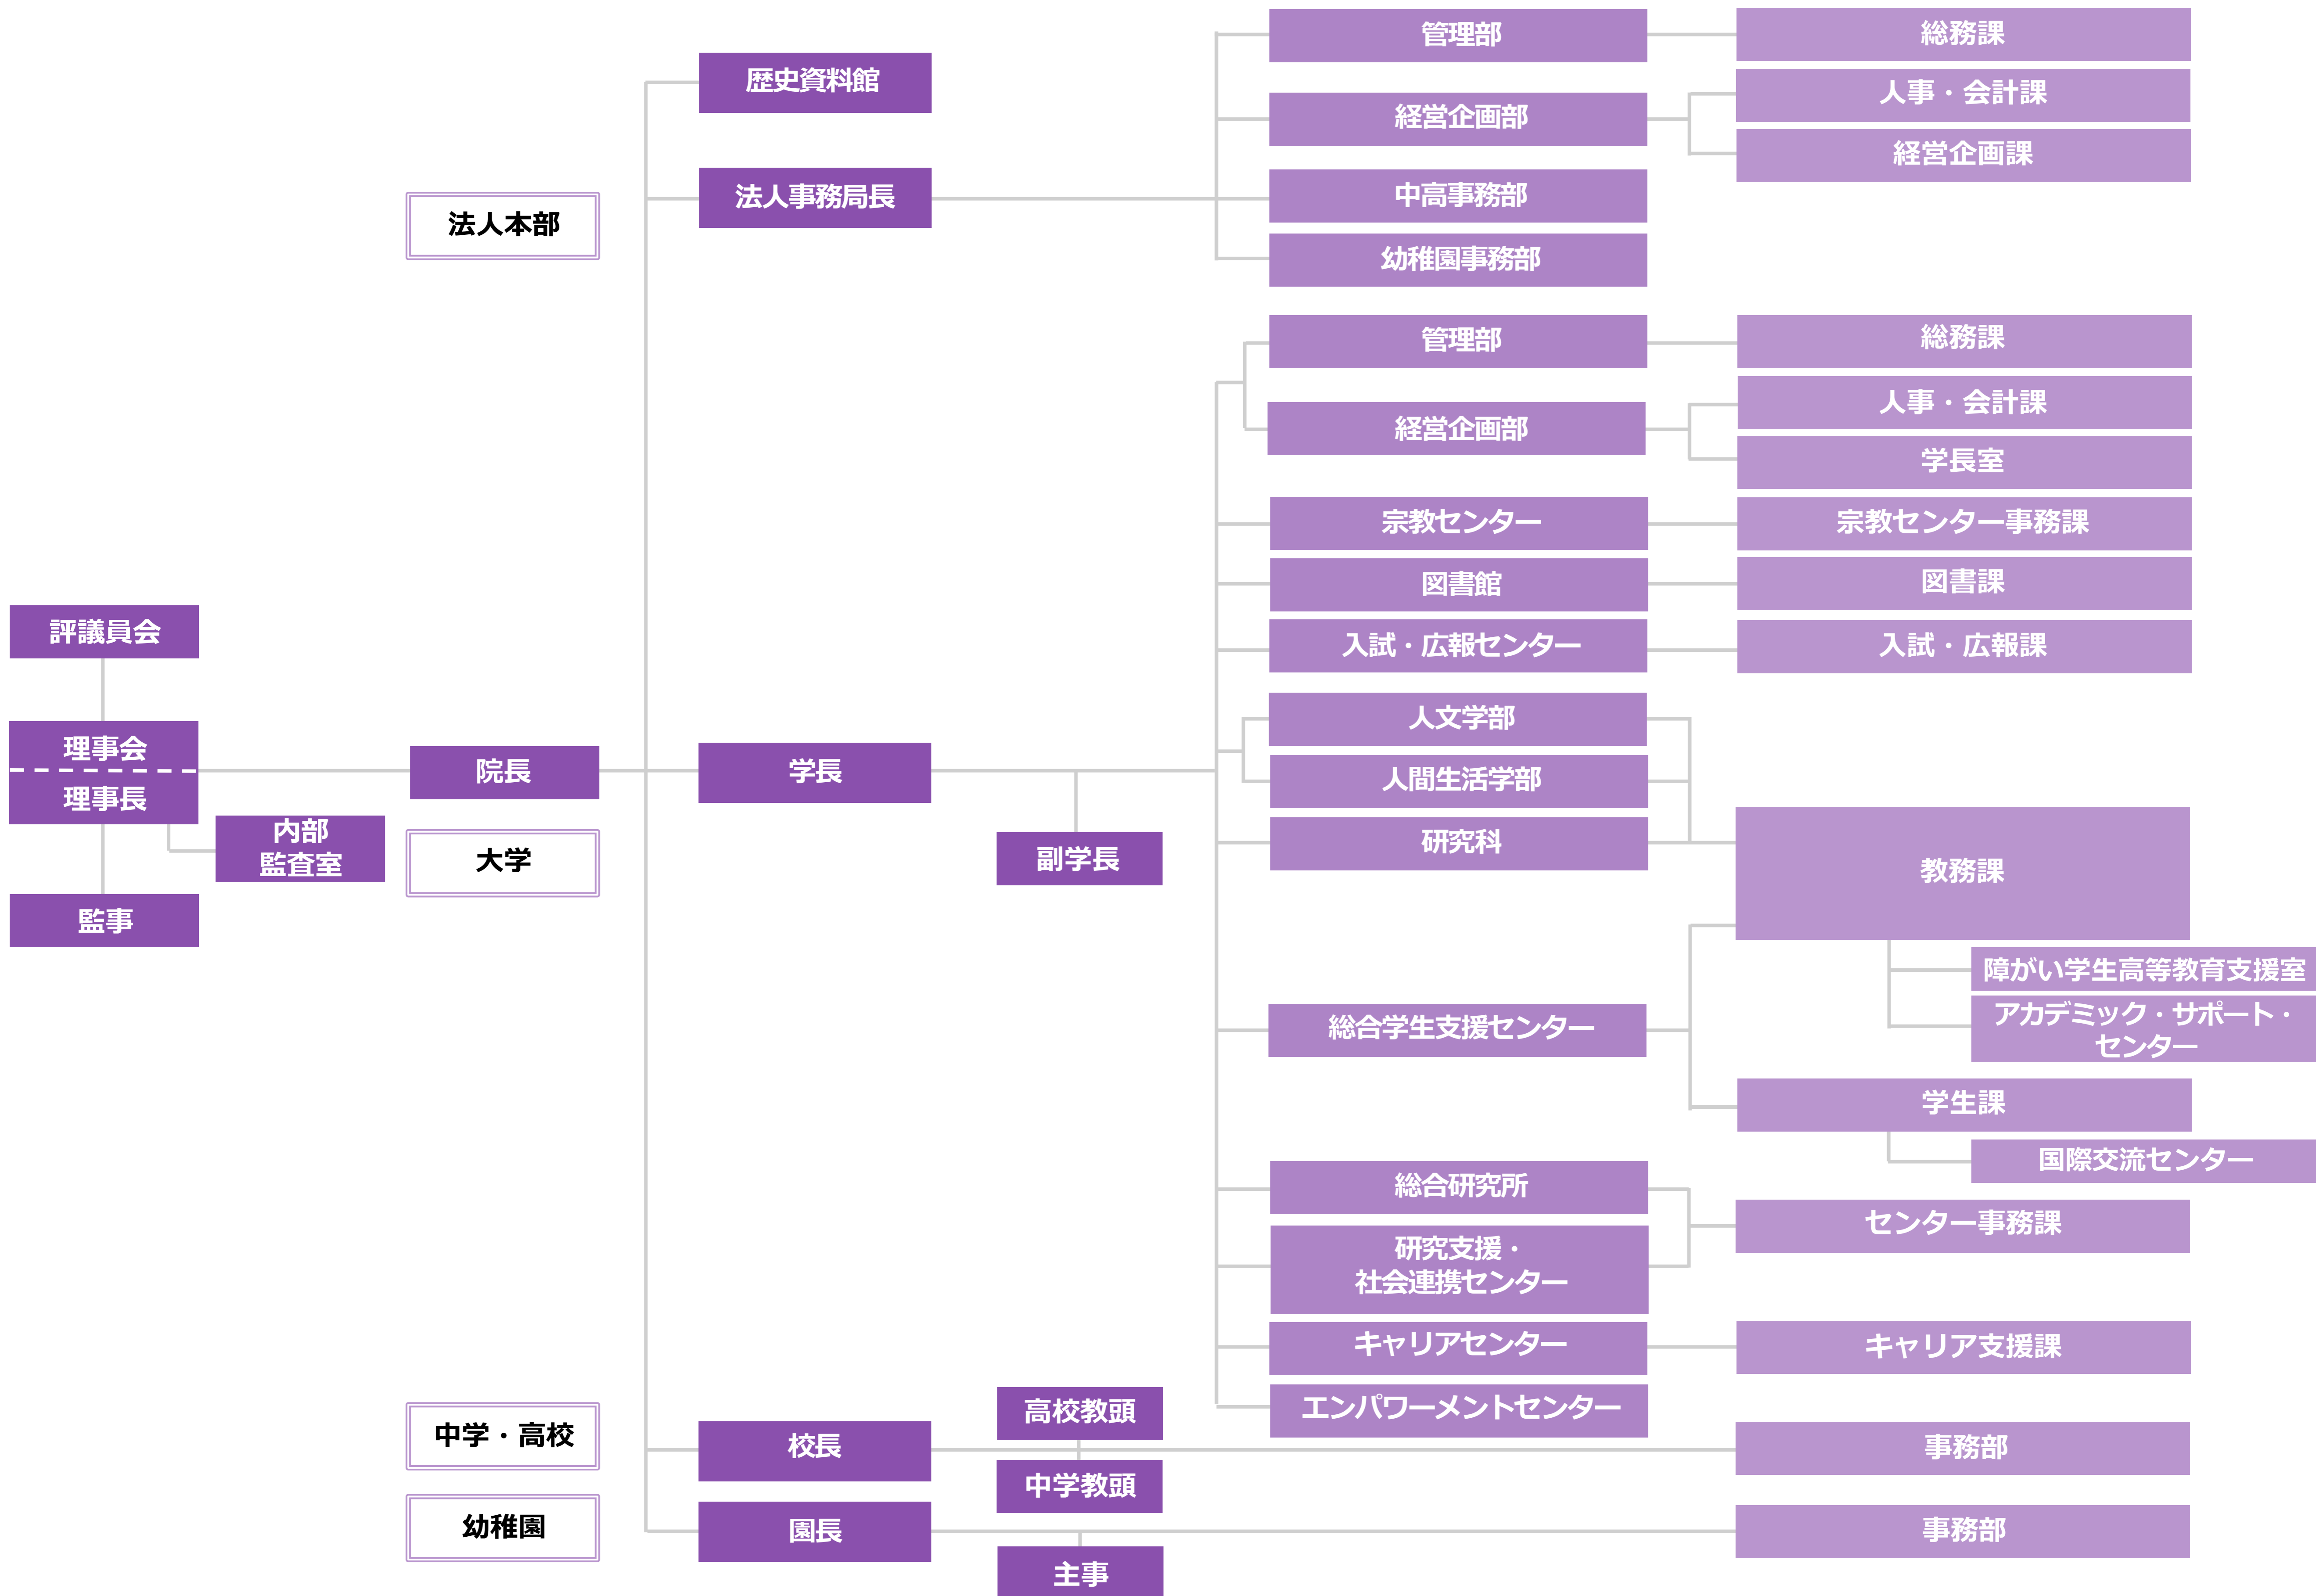 評議員会
理事会
理事長
内部
監査室
監事
院長
法人本部
歴史資料館
法人事務局長
管理部
総務課
経営企画部
人事・会計課
経営企画課
中高事務部
幼稚園事務部
大学
学長
副学長
管理部
総務課
経営企画部
人事・会計課
学長室
宗教センター
宗教センター事務課
図書館
図書課
入試・広報センター
入試・広報課
人文学部
人間生活学部
研究科
教務課
障がい学生高等教育支援室
アカデミック・サポート・
センター
総合学生支援センター
学生課
国際交流センター
総合研究所
研究支援・
社会連携センター
センター事務課
キャリアセンター
キャリア支援課
エンパワーメントセンター
中学・高校
校長
高校教頭
中学教頭
事務部
幼稚園
園長
主事
事務部